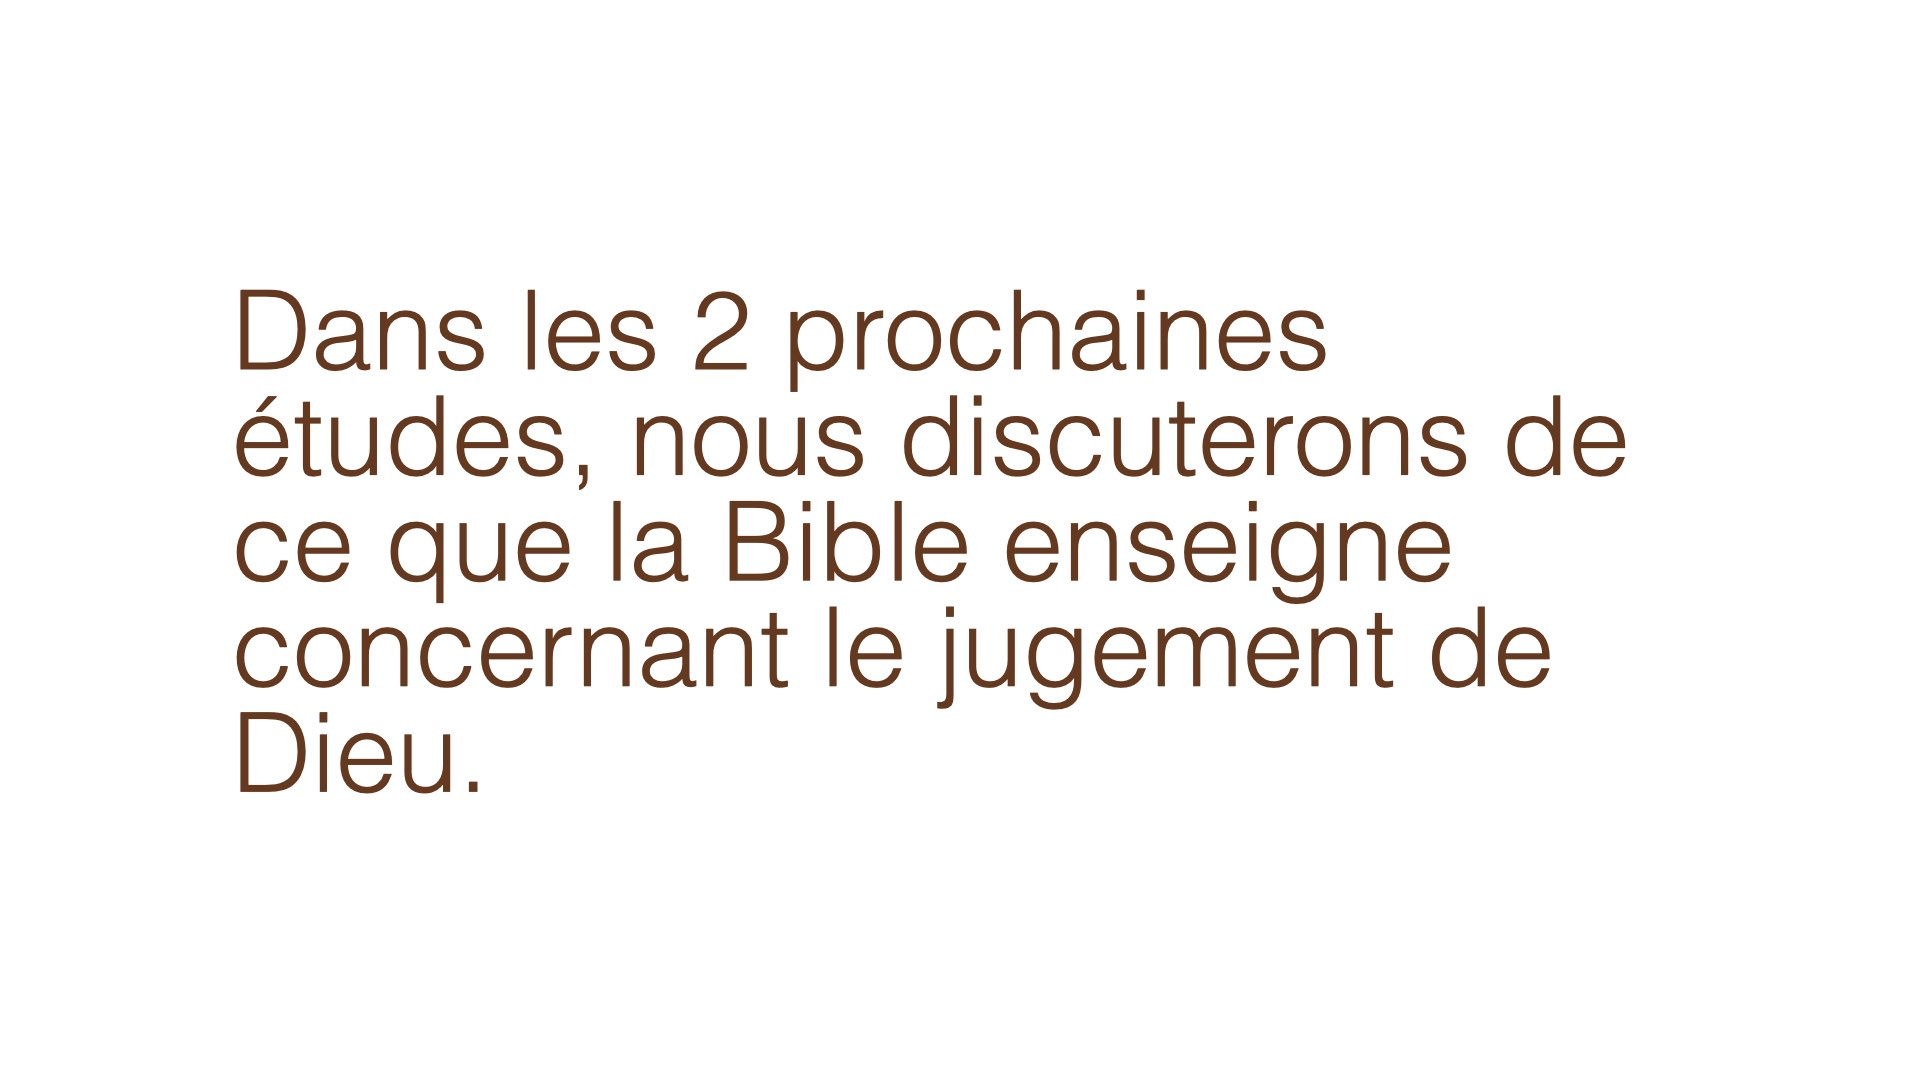 Dans les 2 prochaines
études, nous discuterons de
ce que la Bible enseigne
concernant le jugement de
Dieu.